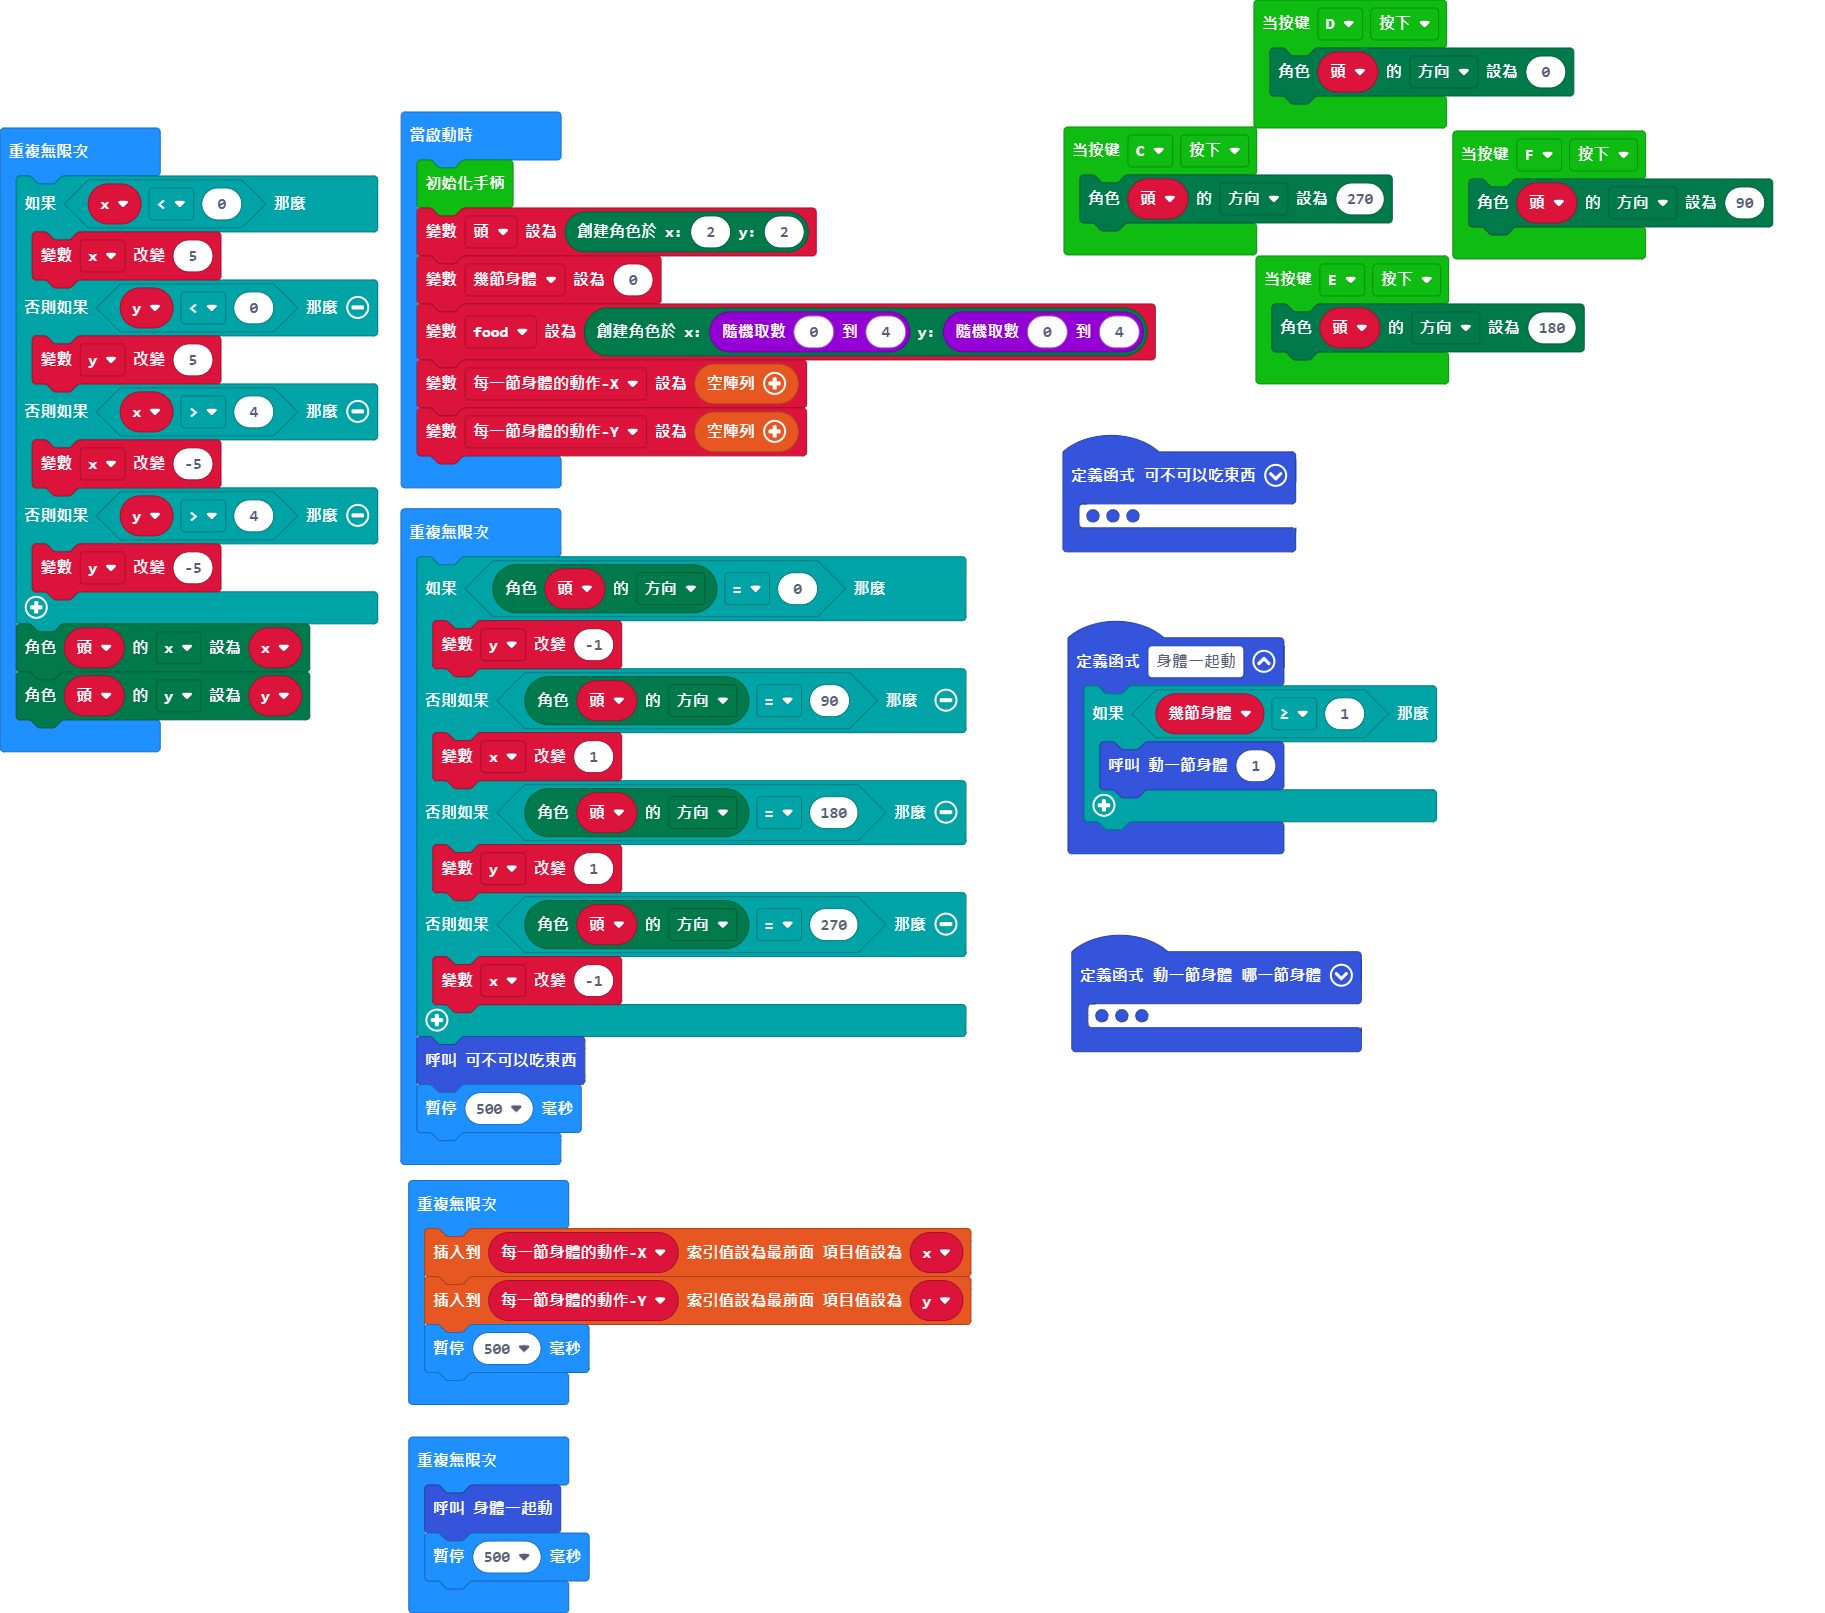 重複無限次
如果 x < 0 那麼
變數 x 改變 5
否則如果 y < 0 那麼
變數 y 改變 5
否則如果 x > 4 那麼
變數 x 改變 -5
否則如果 y > 4 那麼
變數 y 改變 -5
角色 頭 的 x 設為 x
角色 頭 的 y 設為 y
當啟動時
初始化手柄
變數 頭 設為 創建角色於 x: 2 y: 2
變數 幾節身體 設為 0
變數 food 設為 創建角色於 x: 隨機取數 0 到 4 y: 隨機取數 0 到 4
變數 每一節身體的動作-X 設為 空陣列
變數 每一節身體的動作-Y 設為 空陣列
重複無限次
如果 角色 頭 的 方向 = 0 那麼
變數 y 改變 -1
否則如果 角色 頭 的 方向 = 90 那麼
變數 x 改變 1
否則如果 角色 頭 的 方向 = 180 那麼
變數 y 改變 1
否則如果 角色 頭 的 方向 = 270 那麼
變數 x 改變 -1
呼叫 可不可以吃東西
暫停 500 毫秒
重複無限次
插入到 每一節身體的動作-X 索引值設為最前面 項目值設為 x
插入到 每一節身體的動作-Y 索引值設為最前面 項目值設為 y
暫停 500 毫秒
重複無限次
呼叫 身體一起動
暫停 500 毫秒
当按键 D 按下
角色 頭 的 方向 設為 0
当按键 C 按下
角色 頭 的 方向 設為 270
当按键 F 按下
角色 頭 的 方向 設為 90
当按键 E 按下
角色 頭 的 方向 設為 180
定義函式 可不可以吃東西
定義函式 身體一起動
如果 幾節身體 ≥ 1 那麼
呼叫 動一節身體 1
定義函式 動一節身體 哪一節身體